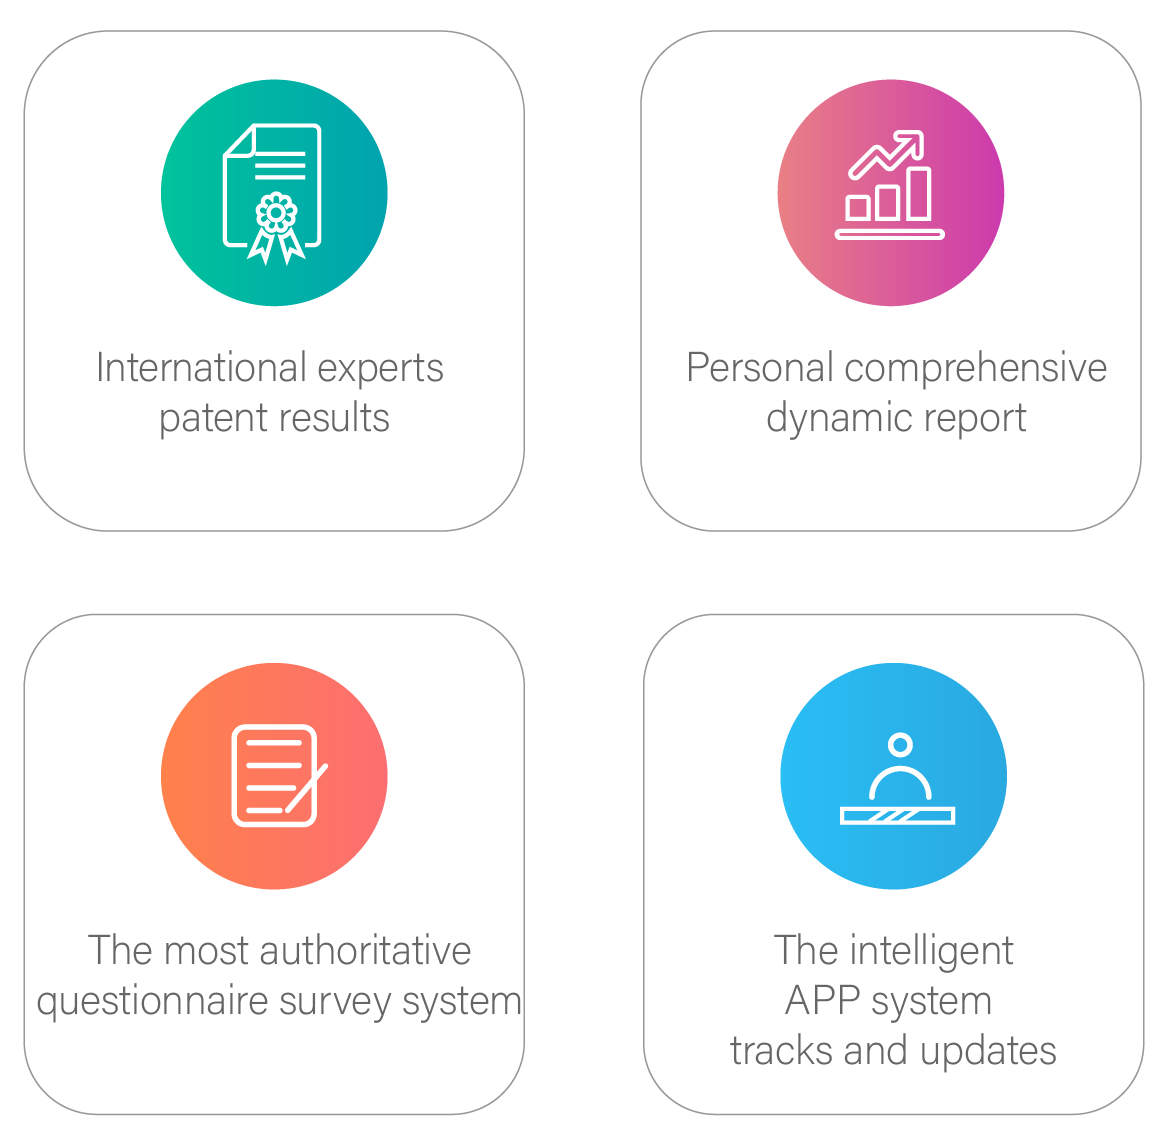 International experts
patent results
Personal comprehensive
dynamic report
The most authoritative
questionnaire survey system
The intelligent
APP system
tracks and updates